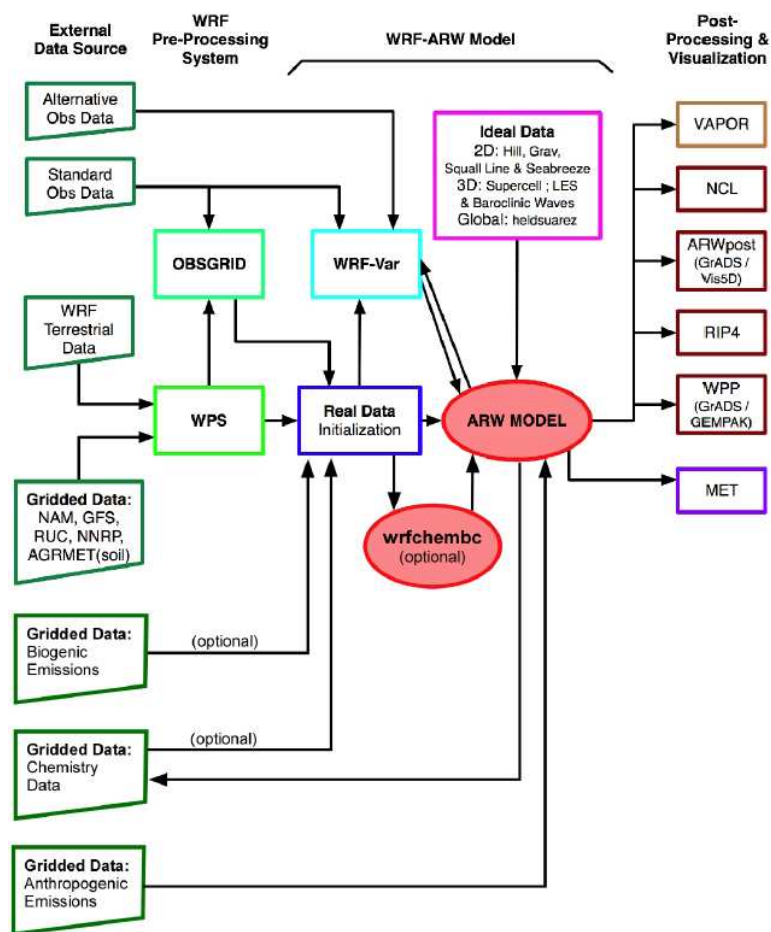 External
Data Source
WRF
Pre-Processing
System
WRF-ARW Model
Post-
Processing &
Visualization
Alternative
Obs Data
Standard
Obs Data
OBSGRID
WRF-Var
Ideal Data
2D: Hill, Grav,
Squall Line & Seabreeze
3D: Supercell ; LES
& Baroclinic Waves
Global: heldsuarez
VAPOR
NCL
ARWpost
(GrADS /
Vis5D)
WRF
Terrestrial
Data
RIP4
WPS
Real Data
Initialization
ARW MODEL
WPP
(GrADS /
GEMPAK)
MET
Gridded Data:
NAM, GFS,
RUC, NNRP,
AGRMET(soil)
wrfchembc
(optional)
Gridded Data:
Biogenic
Emissions
(optional)
Gridded Data:
Chemistry
Data
(optional)
Gridded Data:
Anthropogenic
Emissions